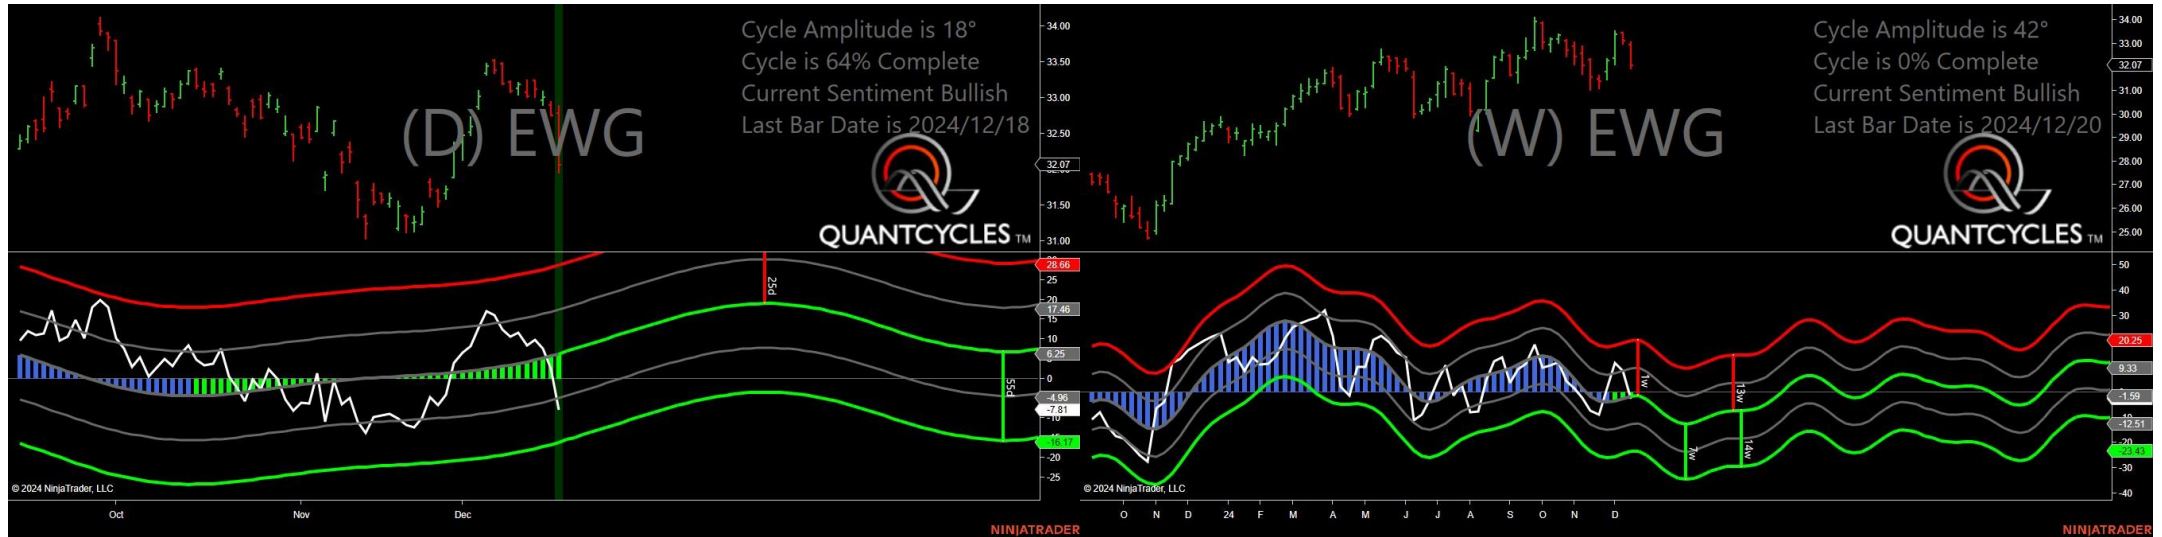 Cycle Amplitude is 18°
Cycle is 64% Complete
Current Sentiment Bullish
Last Bar Date is 2024/12/18
(D) EWG
QUANTCYCLES TM
34.00
33.50
33.00
32.50
32.07
31.50
31.00
28.66
25
20
17.46
15
10
6.25
0
-4.96
-7.81
-16.17
-20
-25
25d
55d
© 2024 NinjaTrader, LLC
Oct
Nov
Dec
NINJATRADER
Cycle Amplitude is 42°
Cycle is 0% Complete
Current Sentiment Bullish
Last Bar Date is 2024/12/20
(W) EWG
QUANTCYCLES TM
34.00
33.00
32.07
31.00
30.00
29.00
28.00
27.00
26.00
25.00
50
40
30
20.25
9.33
-1.59
-12.51
-20
-23.43
-30
-40
1w
13w
7w
14w
© 2024 NinjaTrader, LLC
O N D 24 F M A M J J A S O N D
NINJATRADER